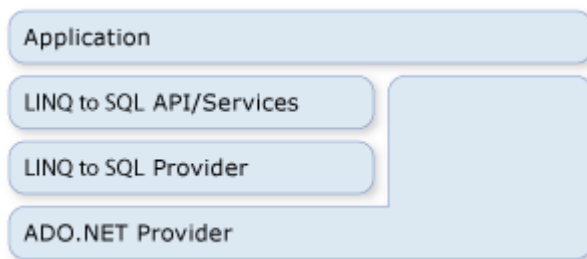 Application
LINQ to SQL API/Services
LINQ to SQL Provider
ADO.NET Provider